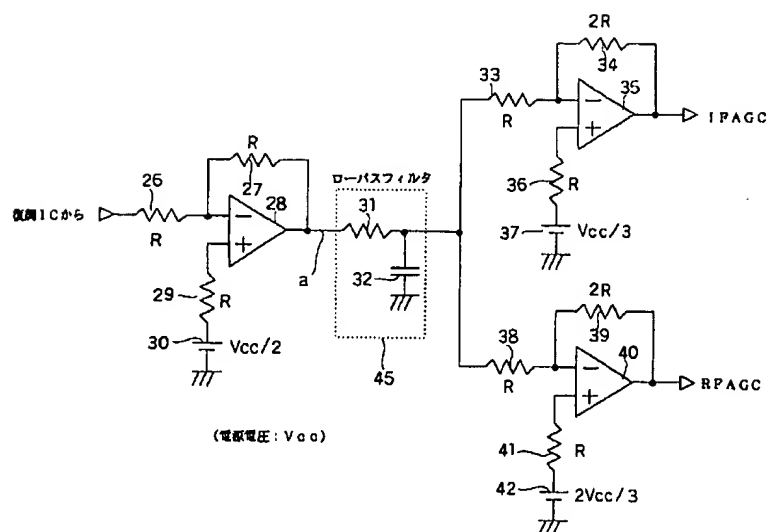 2R
34
33
R
35
IFAGC
R
27
ローパスフィルタ
26
28
31
36
R
復調ICから
R
37
Vcc/3
29
R
a
32
2R
39
30
Vcc/2
38
45
R
40
RFAGC
(電源電圧:Vcc)
41
R
42
2Vcc/3